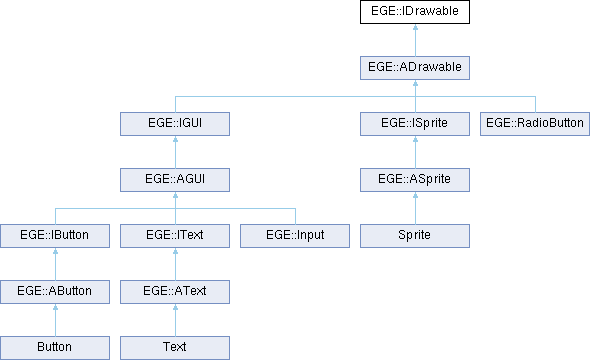 EGE::IDrawable
EGE::ADrawable
EGE::IGUI
EGE::ISprite
EGE::RadioButton
EGE::AGUI
EGE::ASprite
EGE::IButton
EGE::IText
EGE::Input
Sprite
EGE::AButton
EGE::AText
Button
Text